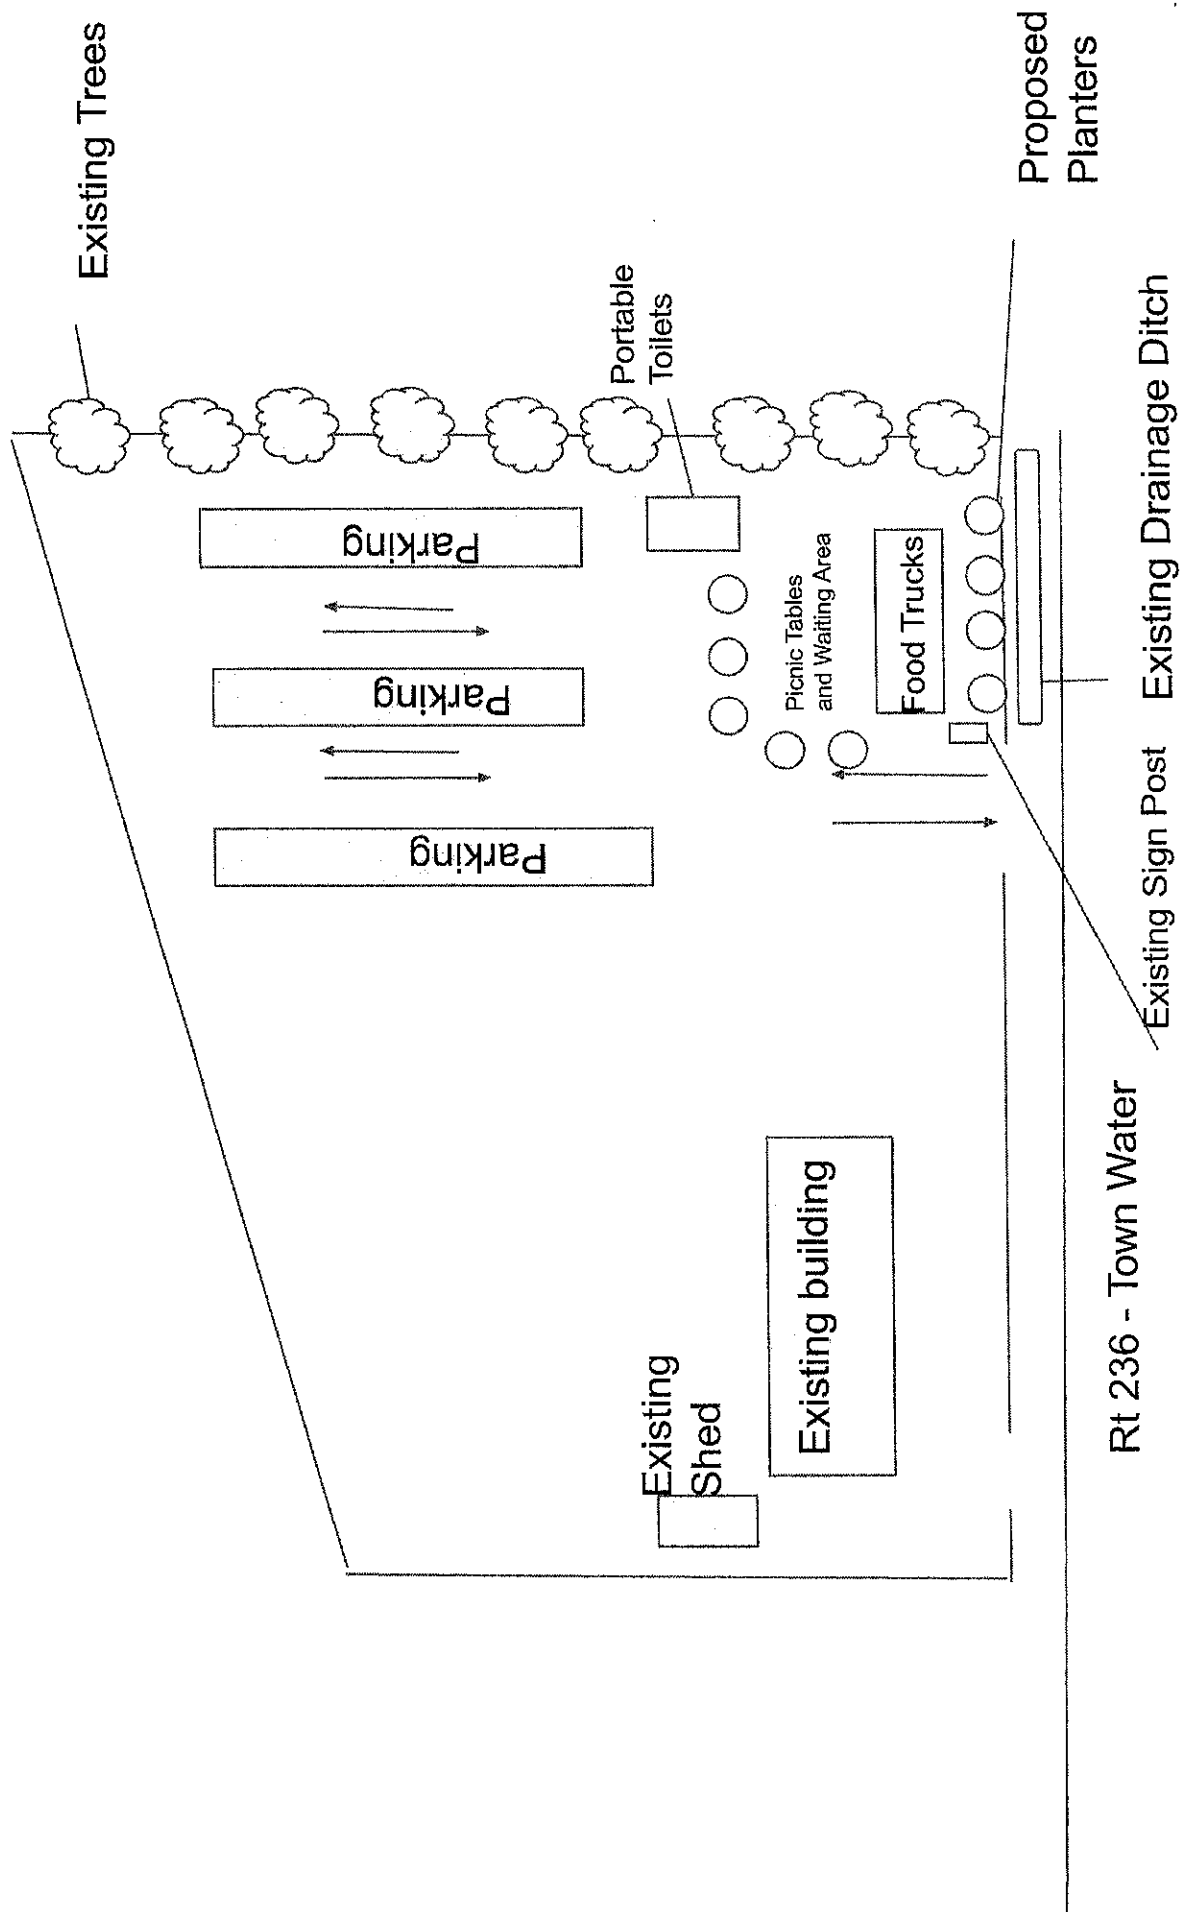 Existing Trees
Portable
Toilets
Parking
Parking
Parking
Picnic Tables
and Waiting Area
Food Trucks
Proposed
Planters
Existing Drainage Ditch
Existing Sign Post
Existing
Shed
Existing building
Rt 236 - Town Water